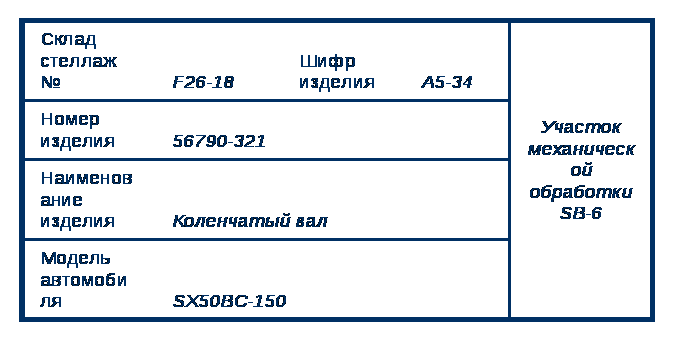 Склад
стеллаж
№ F26-18
Шифр
изделия A5-34
Номер
изделия 56790-321
Наименов
ание
изделия Коленчатый вал
Модель
автомоби
ля SX50BC-150
Участок
механическ
ой
обработки
SB-6